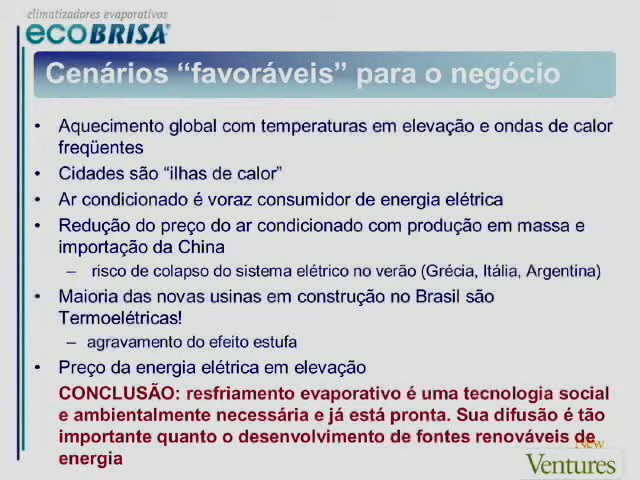 climatizadores evaporativos
ecoBRISA®
Cenários “favoráveis” para o negócio
• Aquecimento global com temperaturas em elevação e ondas de calor
freqüentes
• Cidades são “ilhas de calor”
• Ar condicionado é voraz consumidor de energia elétrica
• Redução do preço do ar condicionado com produção em massa e
importação da China
– risco de colapso do sistema elétrico no verão (Grécia, Itália, Argentina)
• Maioria das novas usinas em construção no Brasil são
Termoelétricas!
– agravamento do efeito estufa
• Preço da energia elétrica em elevação
CONCLUSÃO: resfriamento evaporativo é uma tecnologia social
e ambientalmente necessária e já está pronta. Sua difusão é tão
importante quanto o desenvolvimento de fontes renováveis de
energia
New
Ventures